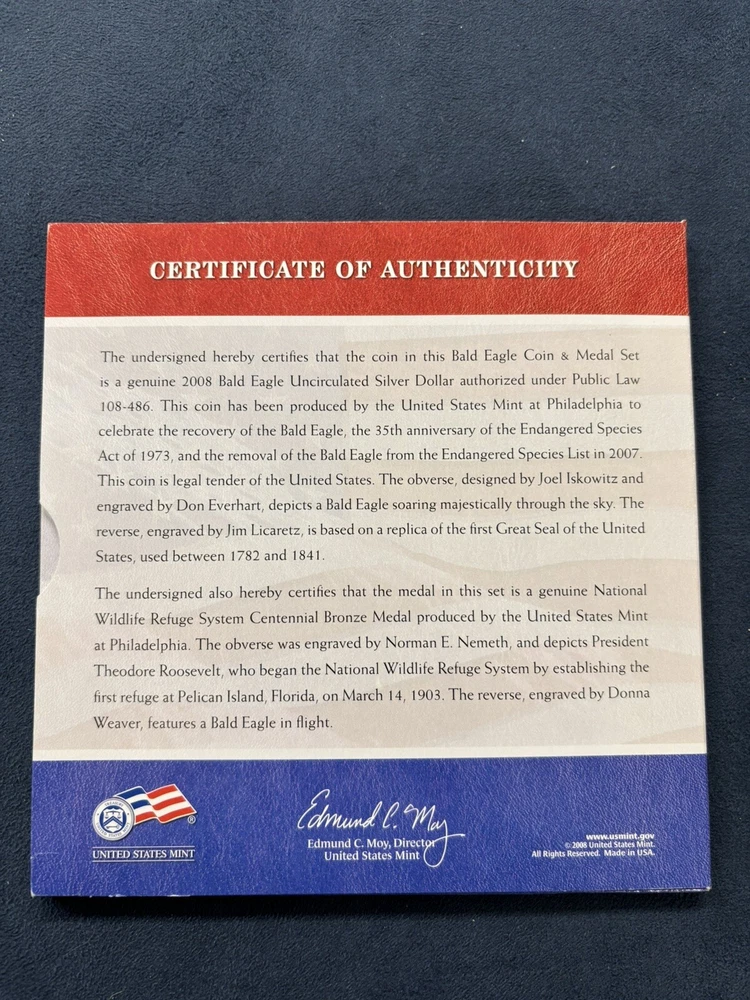 CERTIFICATE OF AUTHENTICITY
The undersigned hereby certifies that the coin in this Bald Eagle Coin & Medal Set
is a genuine 2008 Bald Eagle Uncirculated Silver Dollar authorized under Public Law
108-486. This coin has been produced by the United States Mint at Philadelphia to
celebrate the recovery of the Bald Eagle, the 35th anniversary of the Endangered Species
Act of 1973, and the removal of the Bald Eagle from the Endangered Species List in 2007.
This coin is legal tender of the United States. The obverse, designed by Joel Iskowitz and
engraved by Don Everhart, depicts a Bald Eagle soaring majestically through the sky. The
reverse, engraved by Jim Licaretz, is based on a replica of the first Great Seal of the United
States, used between 1782 and 1841.
The undersigned also hereby certifies that the medal in this set is a genuine National
Wildlife Refuge System Centennial Bronze Medal produced by the United States Mint
at Philadelphia. The obverse was engraved by Norman E. Nemeth, and depicts President
Theodore Roosevelt, who began the National Wildlife Refuge System by establishing the
first refuge at Pelican Island, Florida, on March 14, 1903. The reverse, engraved by Donna
Weaver, features a Bald Eagle in flight.
®
UNITED STATES MINT
Edmund C. Moy
Edmund C. Moy, Director
United States Mint
www.usmint.gov
© 2008 United States Mint.
All Rights Reserved. Made in USA.